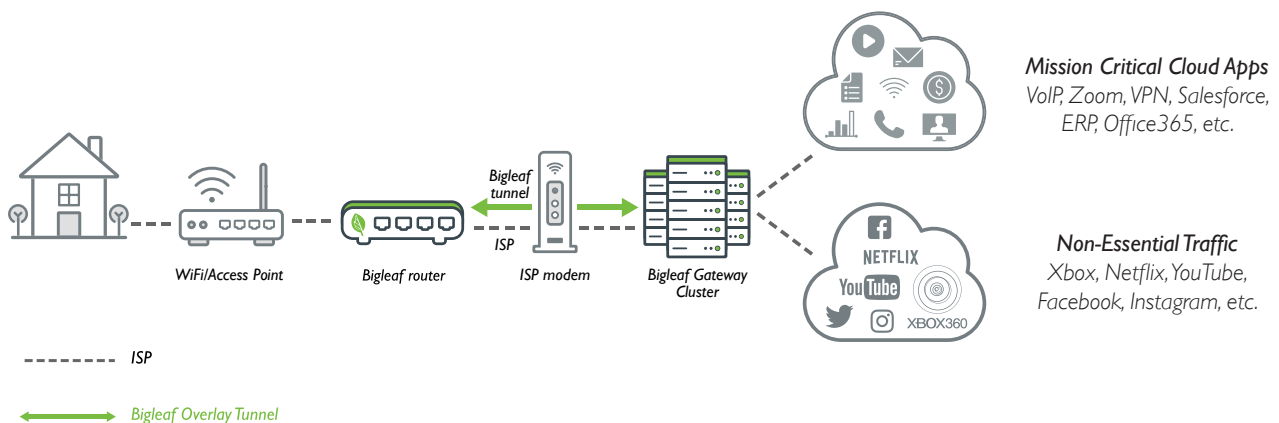 Mission Critical Cloud Apps
VoIP, Zoom, VPN, Salesforce,
ERP, Office365, etc.
Bigleaf
tunnel
ISP
WiFi/Access Point
Bigleaf router
ISP modem
Bigleaf Gateway
Cluster
NETFLIX
YouTube
XBOX360
Non-Essential Traffic
Xbox, Netflix, YouTube,
Facebook, Instagram, etc.
ISP
Bigleaf Overlay Tunnel